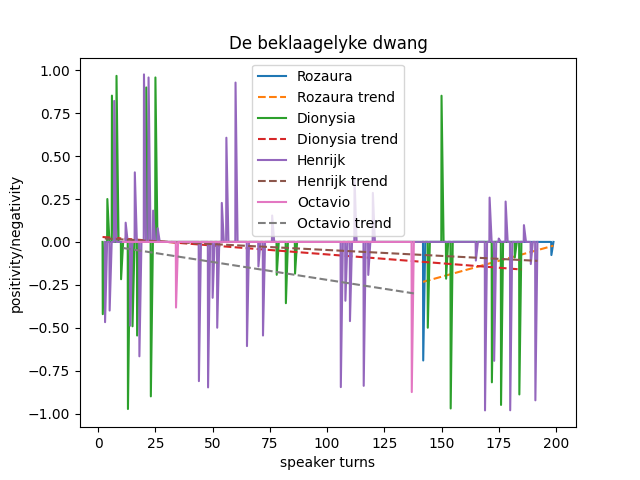 De beklaagelyke dwang
positivity/negativity
1.00
0.75
0.50
0.25
0.00
−0.25
−0.50
−0.75
−1.00
Rozaura
Rozaura trend
Dionysia
Dionysia trend
Henrijk
Henrijk trend
Octavio
Octavio trend
0 25 50 75 100 125 150 175 200
speaker turns